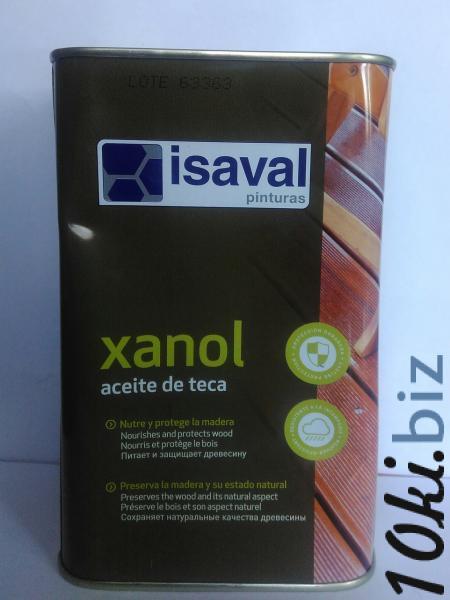 LOTE 63363
isaval
pinturas
xanol
aceite de teca
Nutre y protege la madera
Nourishes and protects wood
Nourris et protège le bois
Питает и защищает древесину
Preserva la madera y su estado natural
Preserves the wood and its natural aspect
Préserve le bois et son aspect naturel
Сохраняет натуральные качества древесины
10ki.biz